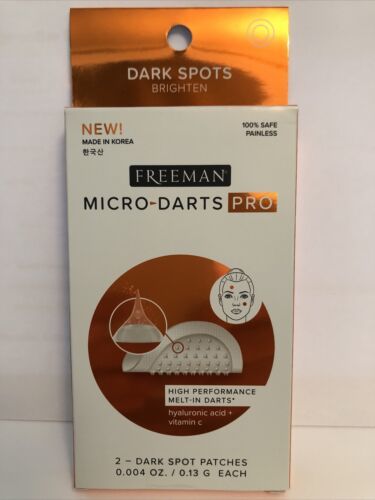 DARK SPOTS
BRIGHTEN
NEW!
MADE IN KOREA
한국산
100% SAFE
PAINLESS
FREEMAN
MICRO-DARTS PRO
HIGH PERFORMANCE
MELT-IN DARTS*
hyaluronic acid +
vitamin c
2 – DARK SPOT PATCHES
0.004 OZ. / 0.13 G EACH